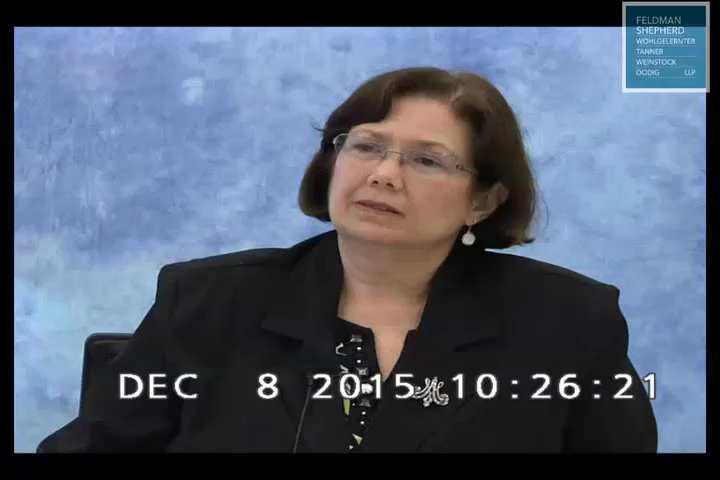 FELDMAN
SHEPHERD
WOHLGELERNTER
TANNER
WEINSTOCK
DODIG LLP
DEC 8 2015 10:26:21